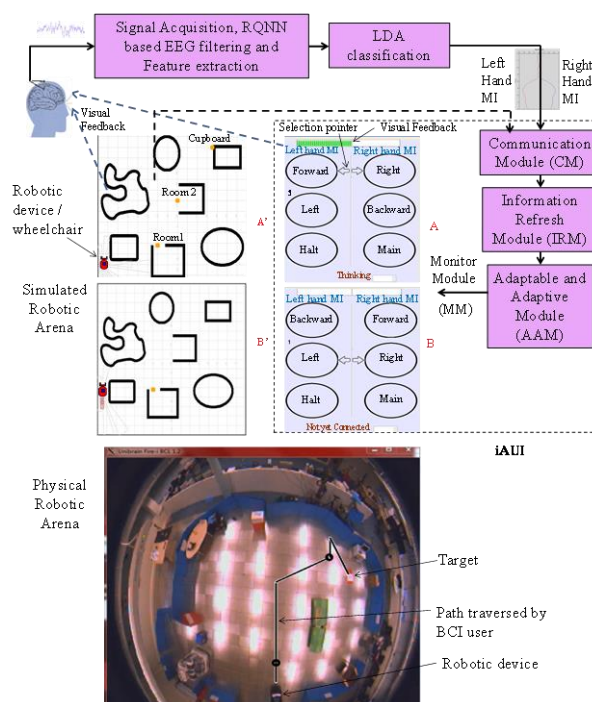 Signal Acquisition, RQNN
based EEG filtering and
Feature extraction
LDA
classification
Left
Hand
MI
Right
Hand
MI
Visual
Feedback
Cupboard
Room 2
Room1
A'
Robotic
device /
wheelchair
Simulated
Robotic
Arena
B'
Selection pointer
Visual Feedback
Left hand MI
Right hand MI
Forward
Right
Left
Backward
Halt
Main
Thinking
A
Left hand MI
Right hand MI
Backward
Forward
Left
Right
Halt
Main
Not yet Connected
B
Communication
Module (CM)
Information
Refresh
Module (IRM)
Adaptable and
Adaptive
Module
(AAM)
Monitor
Module
(MM)
iAUI
Physical
Robotic
Arena
Target
Path traversed by
BCI user
Robotic device